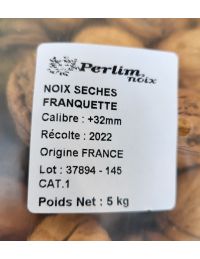 Perlim
noix
NOIX SECHES
FRANQUETTE
Calibre : +32mm
Récolte : 2022
Origine FRANCE
Lot : 37894 - 145
CAT.1
Poids Net : 5 kg